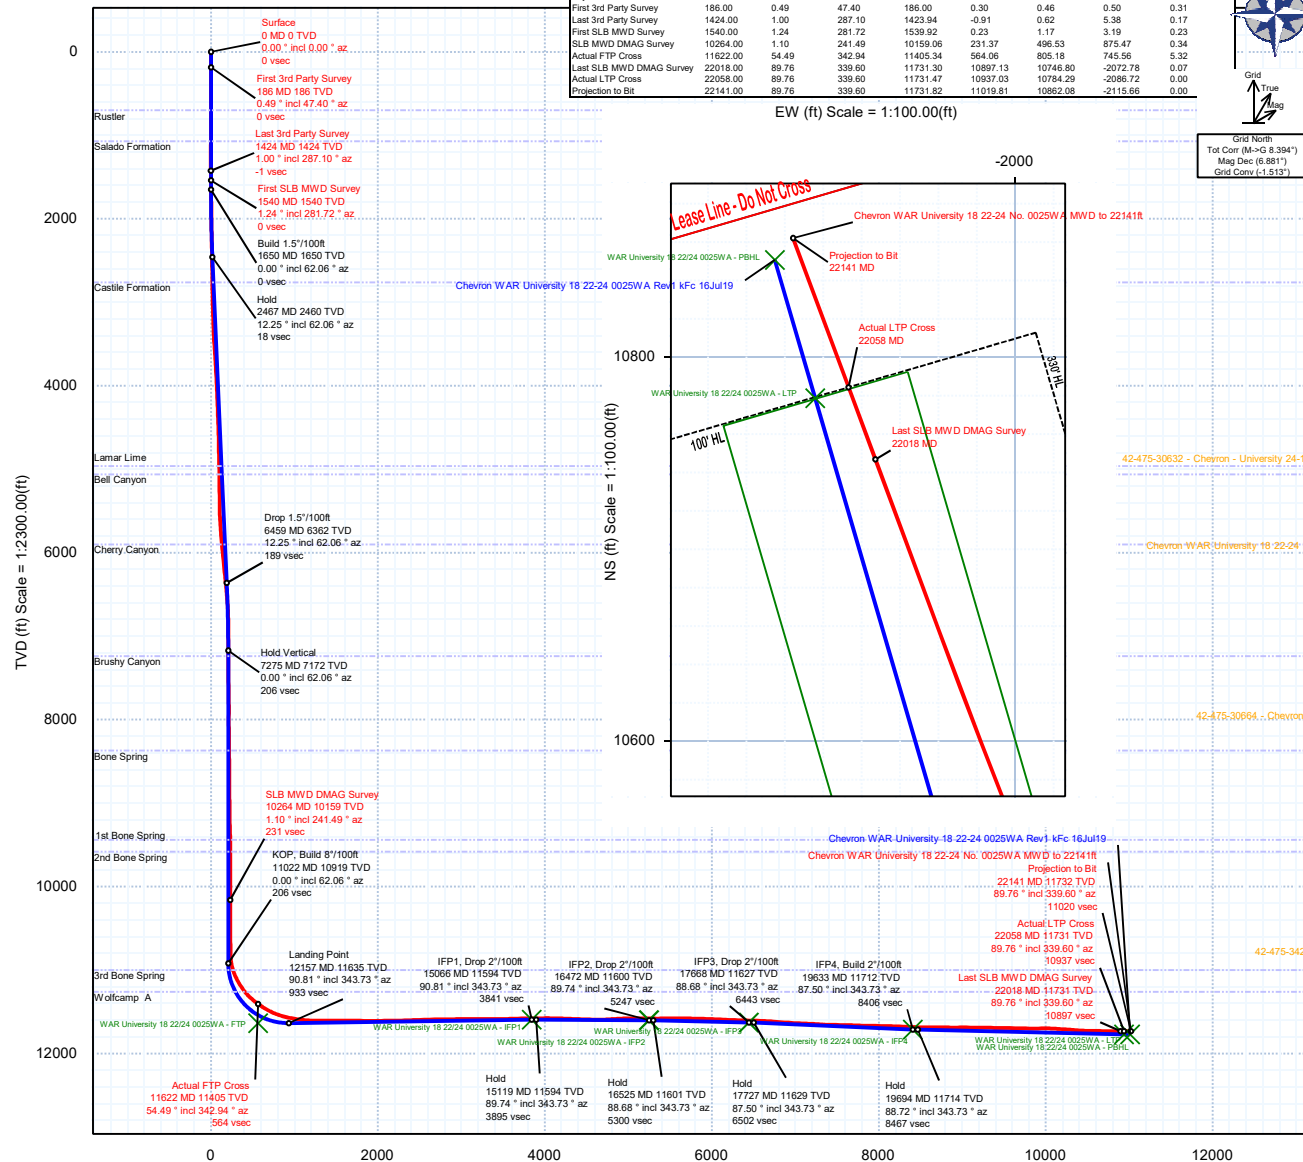 First 3rd Party Survey 186.00 0.49 47.40 186.00 0.30 0.46 0.50 0.31
Last 3rd Party Survey 1424.00 1.00 287.10 1423.94 -0.91 0.62 5.38 0.17
First SLB MWD Survey 1540.00 1.24 281.72 1539.92 0.23 1.17 3.19 0.23
SLB MWD DMAG Survey 10264.00 1.10 241.49 10159.06 231.37 496.53 875.47 0.34
Actual FTP Cross 11622.00 54.49 342.94 11405.34 564.06 805.18 745.56 5.32
Last SLB MWD DMAG Survey 22018.00 89.76 339.60 11731.30 10897.13 10746.80 -2072.78 0.07
Actual LTP Cross 22058.00 89.76 339.60 11731.47 10937.03 10784.29 -2086.72 0.00
Projection to Bit 22141.00 89.76 339.60 11731.82 11019.81 10862.08 -2115.66 0.00
Grid
True
Mag
Grid North
Tot Corr (M->G 8.394°)
Mag Dec (6.881°)
Grid Conv (-1.513°)
EW (ft) Scale = 1:100.00(ft)
-2000
NS (ft) Scale = 1:100.00(ft)
10800
10600
Lease Line - Do Not Cross
Chevron WAR University 18 22-24 No. 0025WA MWD to 22141ft
WAR University 18 22/24 0025WA - PBHL
Projection to Bit
22141 MD
Chevron WAR University 18 22-24 0025WA Rev1 kFc 16Jul19
Actual LTP Cross
22058 MD
330' HL
WAR University 18 22/24 0025WA - LTP
100' HL
Last SLB MWD DMAG Survey
22018 MD
TVD (ft) Scale = 1:2300.00(ft)
0
2000
4000
6000
8000
10000
12000
Rustler
Salado Formation
Castile Formation
Lamar Lime
Bell Canyon
Cherry Canyon
Brushy Canyon
Bone Spring
1st Bone Spring
2nd Bone Spring
3rd Bone Spring
Wolfcamp A
Surface
0 MD 0 TVD
0.00 ° incl 0.00 ° az
0 vsec
First 3rd Party Survey
186 MD 186 TVD
0.49 ° incl 47.40 ° az
0 vsec
Last 3rd Party Survey
1424 MD 1424 TVD
1.00 ° incl 287.10 ° az
-1 vsec
First SLB MWD Survey
1540 MD 1540 TVD
1.24 ° incl 281.72 ° az
0 vsec
Build 1.5°/100ft
1650 MD 1650 TVD
0.00 ° incl 62.06 ° az
0 vsec
Hold
2467 MD 2460 TVD
12.25 ° incl 62.06 ° az
18 vsec
Drop 1.5°/100ft
6459 MD 6362 TVD
12.25 ° incl 62.06 ° az
189 vsec
Hold Vertical
7275 MD 7172 TVD
0.00 ° incl 62.06 ° az
206 vsec
SLB MWD DMAG Survey
10264 MD 10159 TVD
1.10 ° incl 241.49 ° az
231 vsec
KOP, Build 8°/100ft
11022 MD 10919 TVD
0.00 ° incl 62.06 ° az
206 vsec
Landing Point
12157 MD 11635 TVD
90.81 ° incl 343.73 ° az
933 vsec
IFP1, Drop 2°/100ft
15066 MD 11594 TVD
90.81 ° incl 343.73 ° az
3841 vsec
IFP2, Drop 2°/100ft
16472 MD 11600 TVD
89.74 ° incl 343.73 ° az
5247 vsec
IFP3, Drop 2°/100ft
17668 MD 11627 TVD
88.68 ° incl 343.73 ° az
6443 vsec
IFP4, Build 2°/100ft
19633 MD 11712 TVD
87.50 ° incl 343.73 ° az
8406 vsec
Chevron WAR University 18 22-24 0025WA Rev1 kFc 16Jul19
Chevron WAR University 18 22-24 No. 0025WA MWD to 22141ft
Projection to Bit
22141 MD 11732 TVD
89.76 ° incl 339.60 ° az
11020 vsec
Actual LTP Cross
22058 MD 11731 TVD
89.76 ° incl 339.60 ° az
10937 vsec
Last SLB MWD DMAG Survey
22018 MD 11731 TVD
89.76 ° incl 339.60 ° az
10897 vsec
WAR University 18 22/24 0025WA - FTP
WAR University 18 22/24 0025WA - IFP1
WAR University 18 22/24 0025WA - IFP2
WAR University 18 22/24 0025WA - IFP3
WAR University 18 22/24 0025WA - IFP4
WAR University 18 22/24 0025WA - LTP
WAR University 18 22/24 0025WA - PBHL
Actual FTP Cross
11622 MD 11405 TVD
54.49 ° incl 342.94 ° az
564 vsec
Hold
15119 MD 11594 TVD
89.74 ° incl 343.73 ° az
3895 vsec
Hold
16525 MD 11601 TVD
88.68 ° incl 343.73 ° az
5300 vsec
Hold
17727 MD 11629 TVD
87.50 ° incl 343.73 ° az
6502 vsec
Hold
19694 MD 11714 TVD
88.72 ° incl 343.73 ° az
8467 vsec
42-475-30632 - Chevron - University 24-1
Chevron WAR University 18 22-24
42-475-30664 - Chevron
42-475-342
0
2000
4000
6000
8000
10000
12000